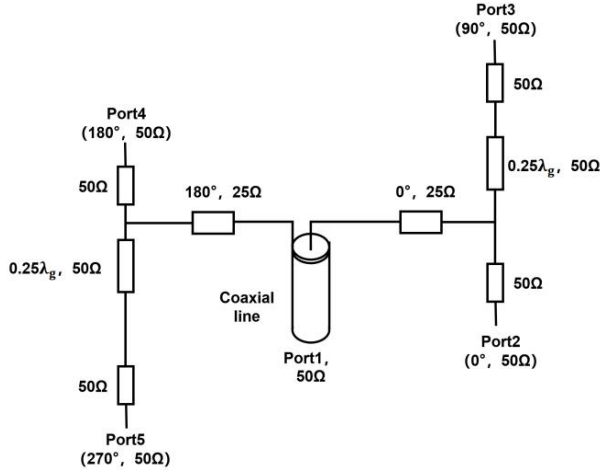 Port3
(90°, 50Ω)
50Ω
0.25λg, 50Ω
Port4
(180°, 50Ω)
50Ω
180°, 25Ω
0°, 25Ω
0.25λg, 50Ω
50Ω
Coaxial
line
Port2
(0°, 50Ω)
Port1,
50Ω
50Ω
Port5
(270°, 50Ω)